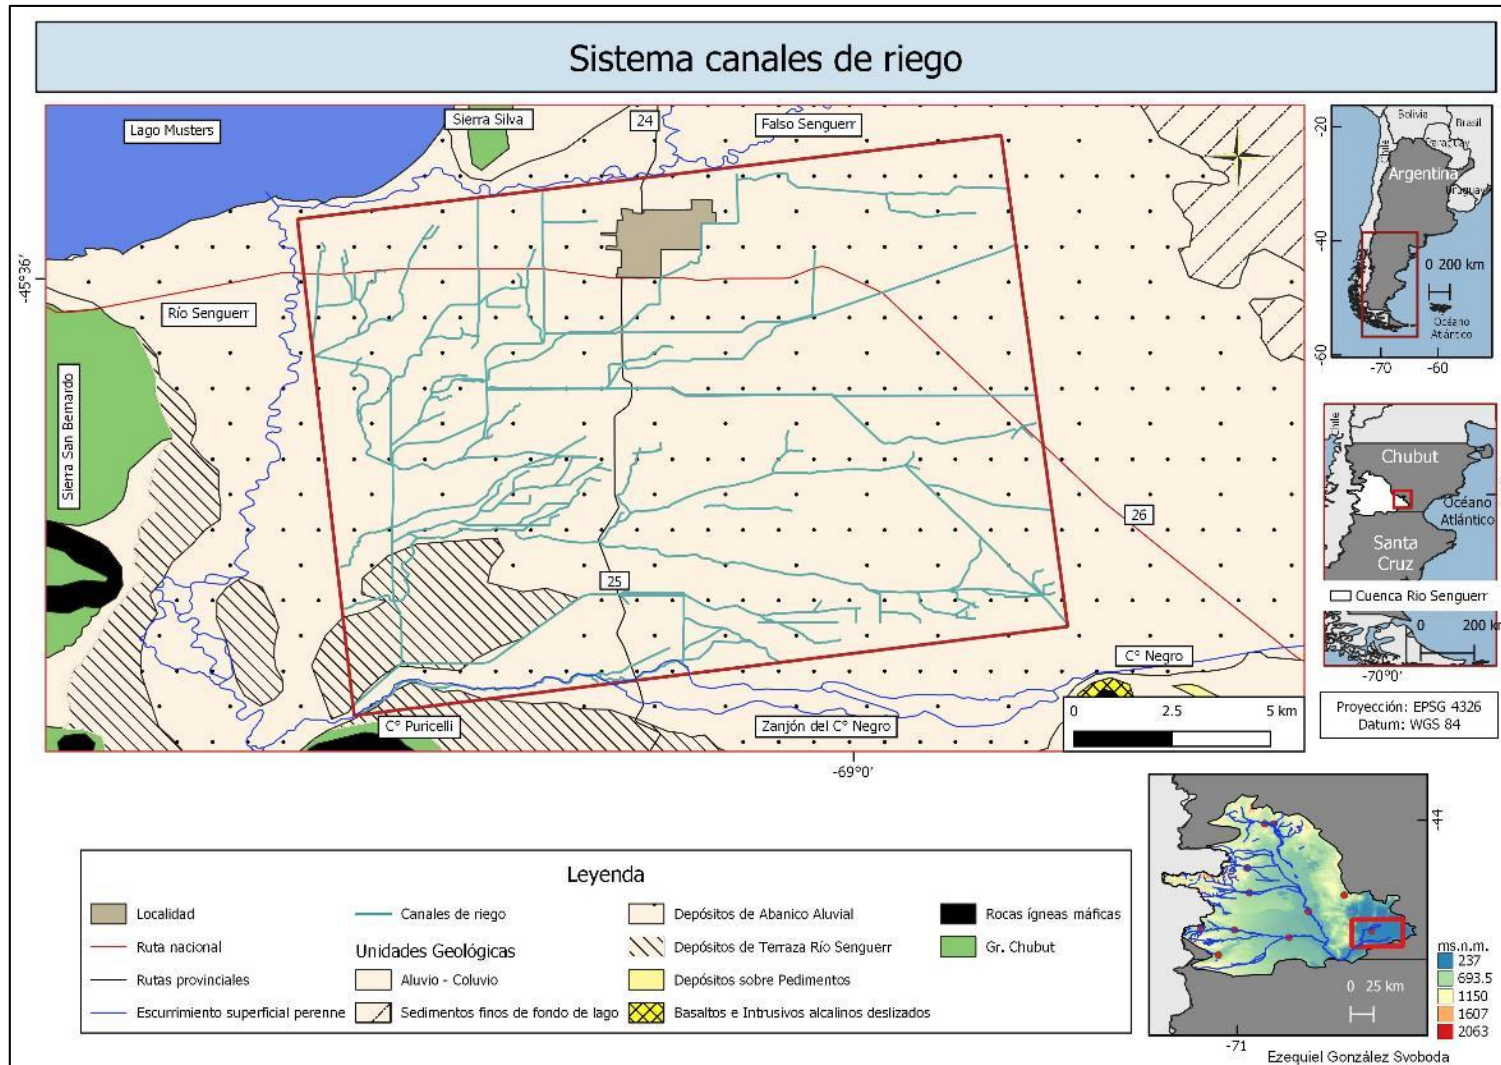 Sistema canales de riego
Lago Musters
Sierra Silva
24
Falso Senguerr
-45°36'
Río Senguerr
Sierra San Bernardo
26
25
C° Negro
C° Puricelli
Zanjón del C° Negro
0 2.5 5 km
-69°0'
-20
-40
-60
Bolivia
Brasil
Paraguay
Chile
Argentina
Uruguay
0 200 km
Océano
Atlántico
-70 -60
Chile
Chubut
Océano
Atlántico
Santa
Cruz
Cuenca Rio Senguerr
0 200 km
-70°0'
Proyección: EPSG 4326
Datum: WGS 84
Leyenda
Localidad
Ruta nacional
Rutas provinciales
Escurrimiento superficial perenne
Canales de riego
Unidades Geológicas
Aluvio - Coluvio
Sedimentos finos de fondo de lago
Depósitos de Abanico Aluvial
Depósitos de Terraza Río Senguerr
Depósitos sobre Pedimentos
Basaltos e Intrusivos alcalinos deslizados
Rocas ígneas máficas
Gr. Chubut
-44
ms.n.m.
237
693.5
1150
1607
2063
0 25 km
-71
Ezequiel González Svoboda